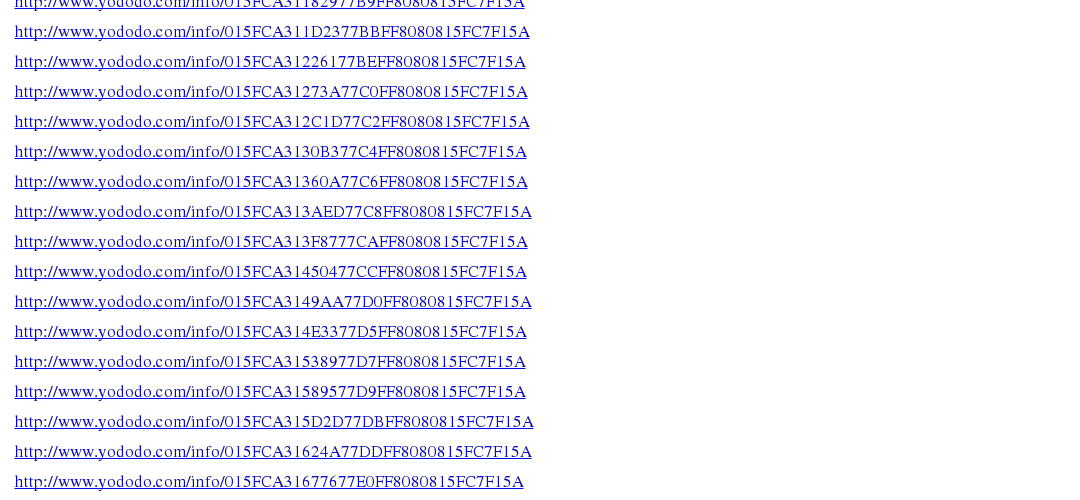 http://www.yododo.com/info/015FCA31182977B9FF8080815FC7F15A
http://www.yododo.com/info/015FCA311D2377BBFF8080815FC7F15A
http://www.yododo.com/info/015FCA31226177BEFF8080815FC7F15A
http://www.yododo.com/info/015FCA31273A77C0FF8080815FC7F15A
http://www.yododo.com/info/015FCA312C1D77C2FF8080815FC7F15A
http://www.yododo.com/info/015FCA3130B377C4FF8080815FC7F15A
http://www.yododo.com/info/015FCA31360A77C6FF8080815FC7F15A
http://www.yododo.com/info/015FCA313AED77C8FF8080815FC7F15A
http://www.yododo.com/info/015FCA313F8777CAFF8080815FC7F15A
http://www.yododo.com/info/015FCA31450477CCFF8080815FC7F15A
http://www.yododo.com/info/015FCA3149AA77D0FF8080815FC7F15A
http://www.yododo.com/info/015FCA314E3377D5FF8080815FC7F15A
http://www.yododo.com/info/015FCA31538977D7FF8080815FC7F15A
http://www.yododo.com/info/015FCA31589577D9FF8080815FC7F15A
http://www.yododo.com/info/015FCA315D2D77DBFF8080815FC7F15A
http://www.yododo.com/info/015FCA31624A77DDFF8080815FC7F15A
http://www.yododo.com/info/015FCA31677677E0FF8080815FC7F15A